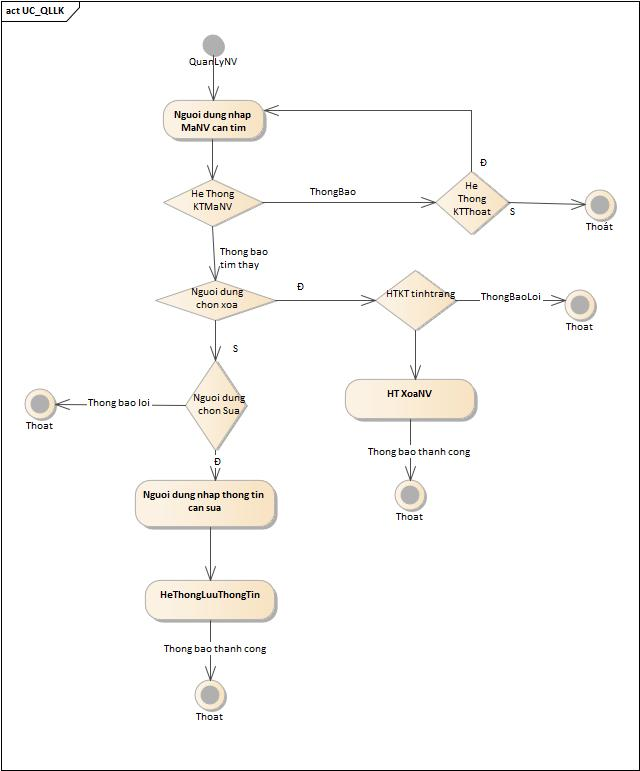 act UC_QLLK
QuanLyNV
Nguoi dung nhap
MaNV can tim
Đ
He Thong
KTMaNV
ThongBao
He
Thong
KTThoat
S
Thoát
Thong bao
tim thay
Nguoi dung
chon xoa
Đ
HTKT tinhtrang
ThongBaoLoi
Thoat
S
Nguoi dung
chon Sua
Thong bao loi
Thoat
HT XoaNV
Thong bao thanh cong
Thoat
Đ
Nguoi dung nhap thong tin
can sua
HeThongLuuThongTin
Thong bao thanh cong
Thoat